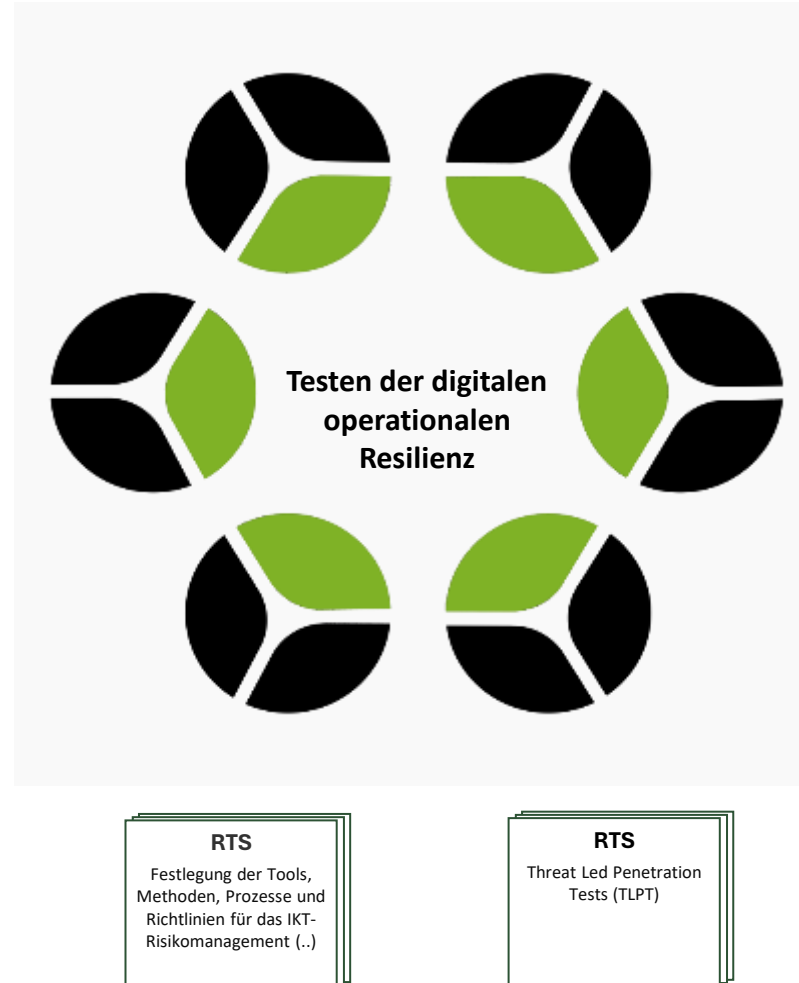 Testen der digitalen
operationalen
Resilienz
RTS
Festlegung der Tools,
Methoden, Prozesse und
Richtlinien für das IKT-
Risikomanagement (..)
RTS
Threat Led Penetration
Tests (TLPT)